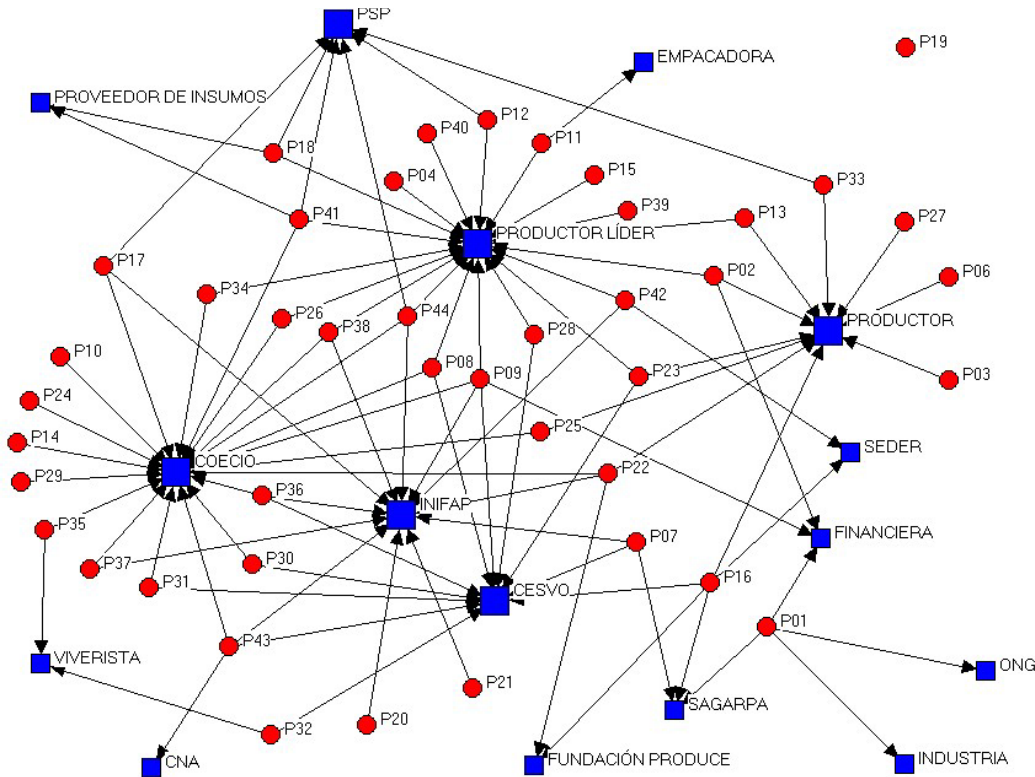 PSP
P19
EMPACADORA
PROVEEDOR DE INSUMOS
P12
P40
P11
P18
P04
P15
P33
P39
P41
P13
P27
PRODUCTOR LÍDER
P17
P02
P06
P34
P42
P26
P44
P38
P28
PRODUCTOR
P10
P08
P09
P23
P03
P24
P25
P14
SEDER
COECIO
P22
P29
P36
INIFAP
P35
P07
FINANCIERA
P37
P30
P31
P16
CESVO
P01
P43
VIVERISTA
ONG
P21
SAGARPA
P20
P32
CNA
FUNDACIÓN PRODUCE
INDUSTRIA